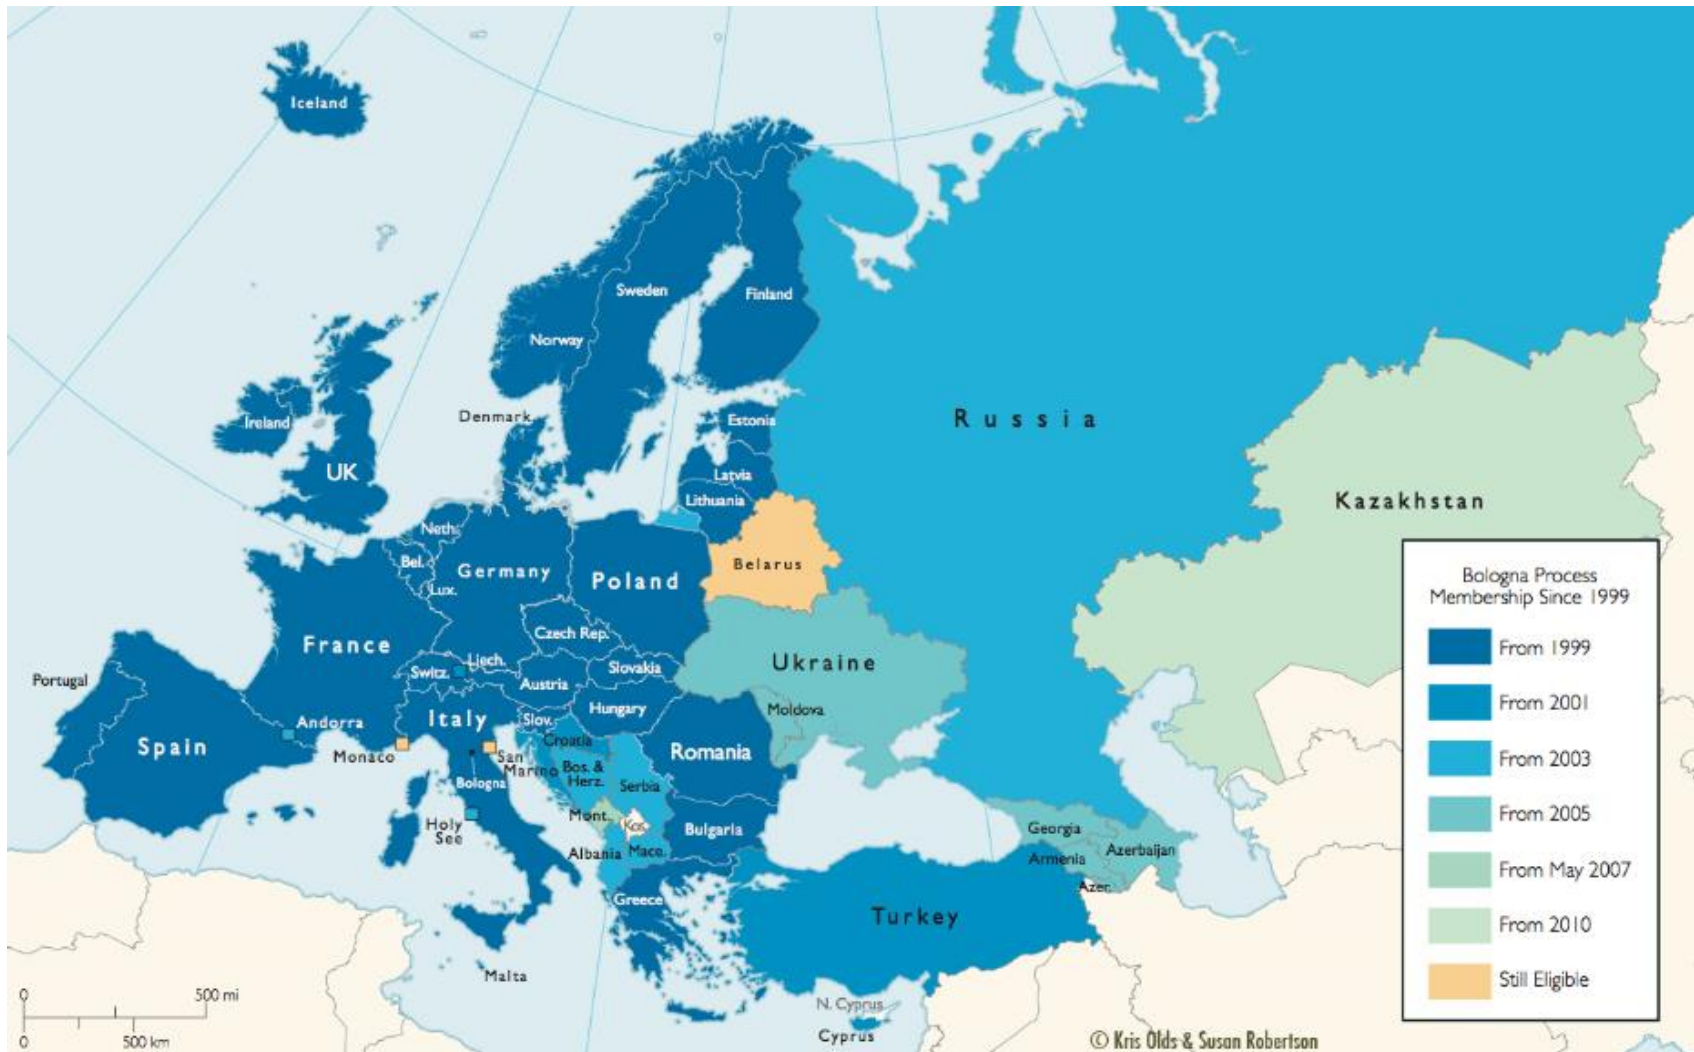 Iceland
Sweden
Finland
Norway
Denmark
Estonia
Russia
Ireland
Latvia
UK
Lithuania
Kazakhstan
Neth.
Bel.
Germany
Poland
Belarus
Lux.
Czech Rep.
France
Ukraine
Liech.
Switz.
Slovakia
Austria
Portugal
Hungary
Moldova
Andorra
Italy
Slov.
Spain
Croatia
Romania
Monaco
San
Marino
Bos. &
Herz.
Serbia
Bologna
Mont.
Holy
See
Kos.
Bulgaria
Georgia
Albania
Mace.
Armenia
Azerbaijan
Azer.
Greece
Turkey
Malta
N. Cyprus
Cyprus
0
500 mi
0
500 km
Bologna Process
Membership Since 1999
From 1999
From 2001
From 2003
From 2005
From May 2007
From 2010
Still Eligible
© Kris Olds & Susan Robertson